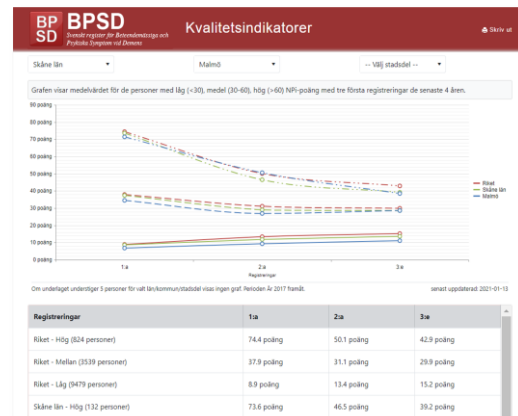 BPSD
BPSD
Svenskt register för Beteendemässiga och
Psykiska Symptom vid Demens
Kvalitetsindikatorer
Skriv ut
Skåne län
Malmö
-- Välj stadsdel --
Grafen visar medelvärdet för de personer med låg (<30), medel (30-60), hög (>60) NPI-poäng med tre första registreringar de senaste 4 åren.
90 poäng
80 poäng
70 poäng
60 poäng
50 poäng
40 poäng
30 poäng
20 poäng
10 poäng
0 poäng
Riket
Skåne län
Malmö
1:a 2:a 3:e
Registreringar
Om underlaget understiger 5 personer för valt län/kommun/stadsdel visas ingen graf. Perioden är 2017 framåt. senast uppdaterad: 2021-01-13
Registreringar 1:a 2:a 3:e
Riket - Hög (824 personer) 74.4 poäng 50.1 poäng 42.9 poäng
Riket - Mellan (3539 personer) 37.9 poäng 31.1 poäng 29.9 poäng
Riket - Låg (9479 personer) 8.9 poäng 13.4 poäng 15.2 poäng
Skåne län - Hög (132 personer) 73.6 poäng 46.5 poäng 39.2 poäng